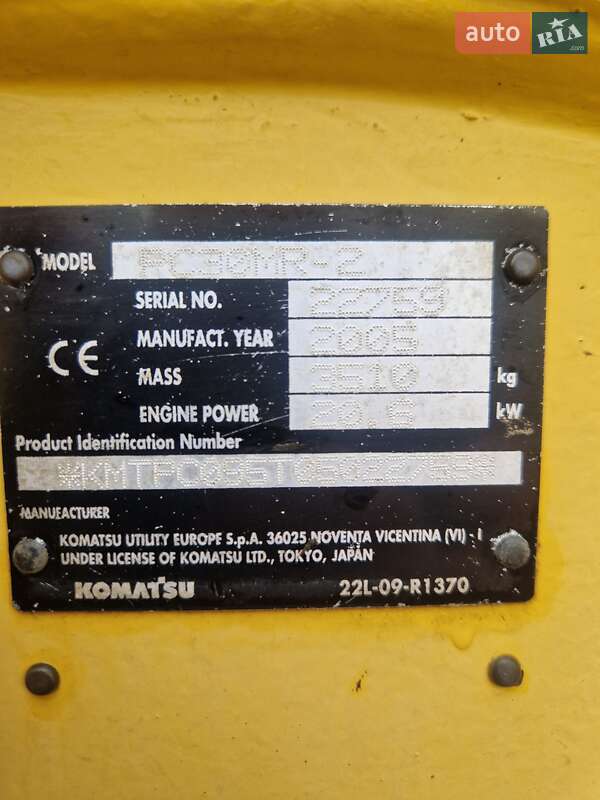 auto RIA.com
MODEL PC30MR-2
SERIAL NO. 22759
MANUFACT. YEAR 2005
CE
MASS 3510 kg
ENGINE POWER 20.6 kW
Product Identification Number
MANUFACTURER
KOMATSU UTILITY EUROPE S.p.A. 36025 NOVENTA VICENTINA (VI) - I
UNDER LICENSE OF KOMATSU LTD., TOKYO, JAPAN
KOMATSU 22L-09-R1370